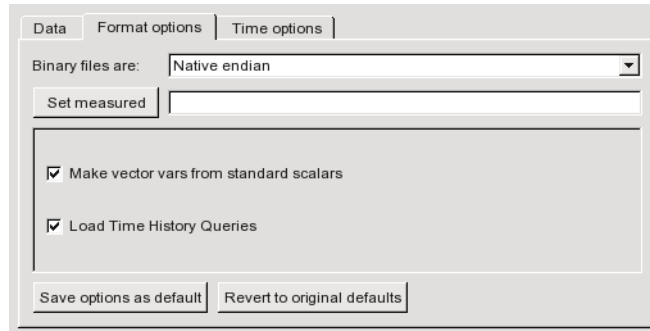 Data Format options Time options
Binary files are: Native endian
Set measured
Make vector vars from standard scalars
Load Time History Queries
Save options as default Revert to original defaults